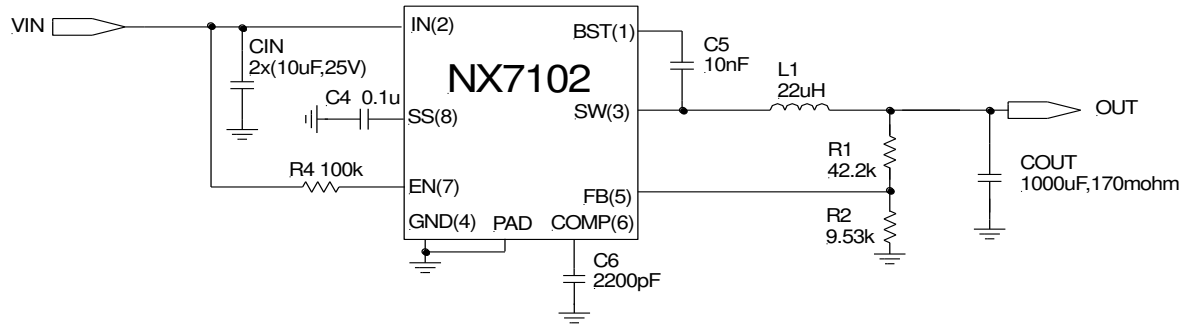 VIN
IN(2)
CIN
2x(10uF,25V)
BST(1)
C5
10nF
NX7102
L1
22uH
C4 0.1u
SS(8)
SW(3)
OUT
R1
42.2k
COUT
1000uF,170mohm
R4 100k
EN(7)
FB(5)
GND(4)
PAD
COMP(6)
R2
9.53k
C6
2200pF